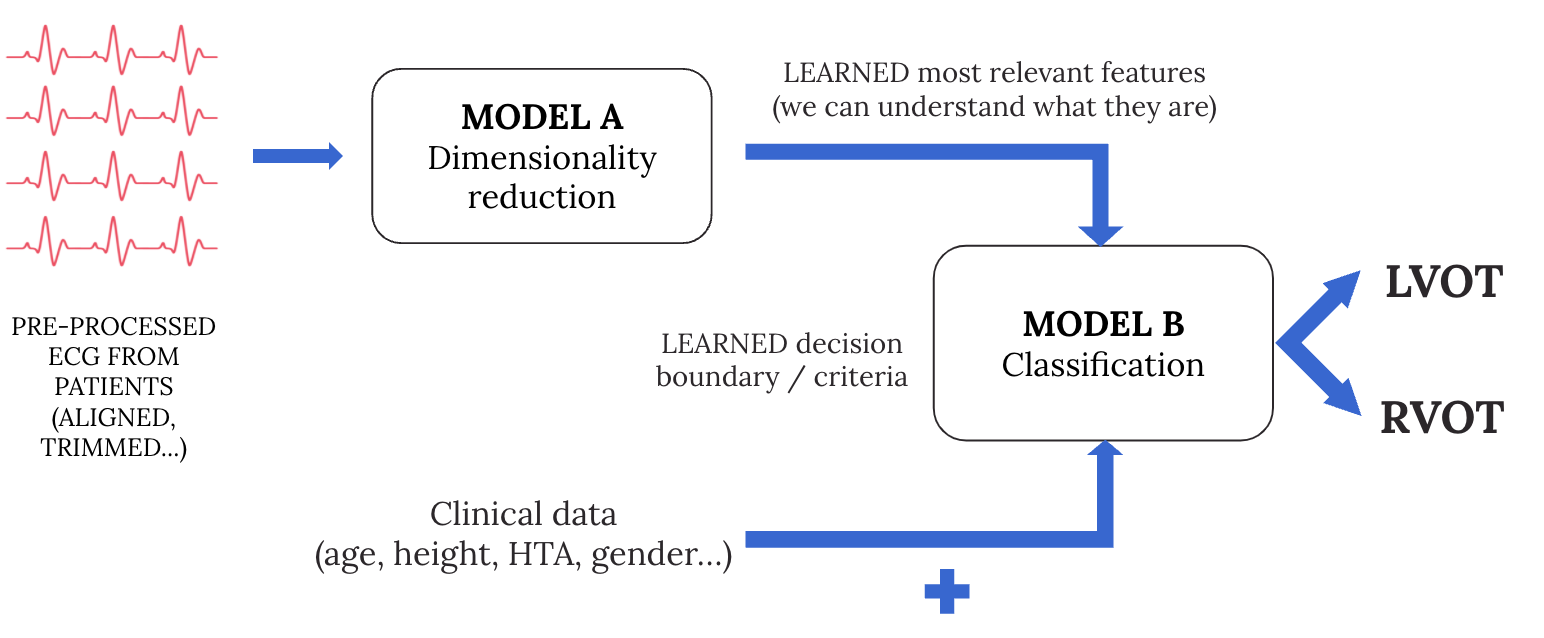 LEARNED most relevant features
(we can understand what they are)
MODEL A
Dimensionality
reduction
PRE-PROCESSED
ECG FROM
PATIENTS
(ALIGNED,
TRIMMED...)
LEARNED decision
boundary / criteria
MODEL B
Classification
LVOT
RVOT
Clinical data
(age, height, HTA, gender...)